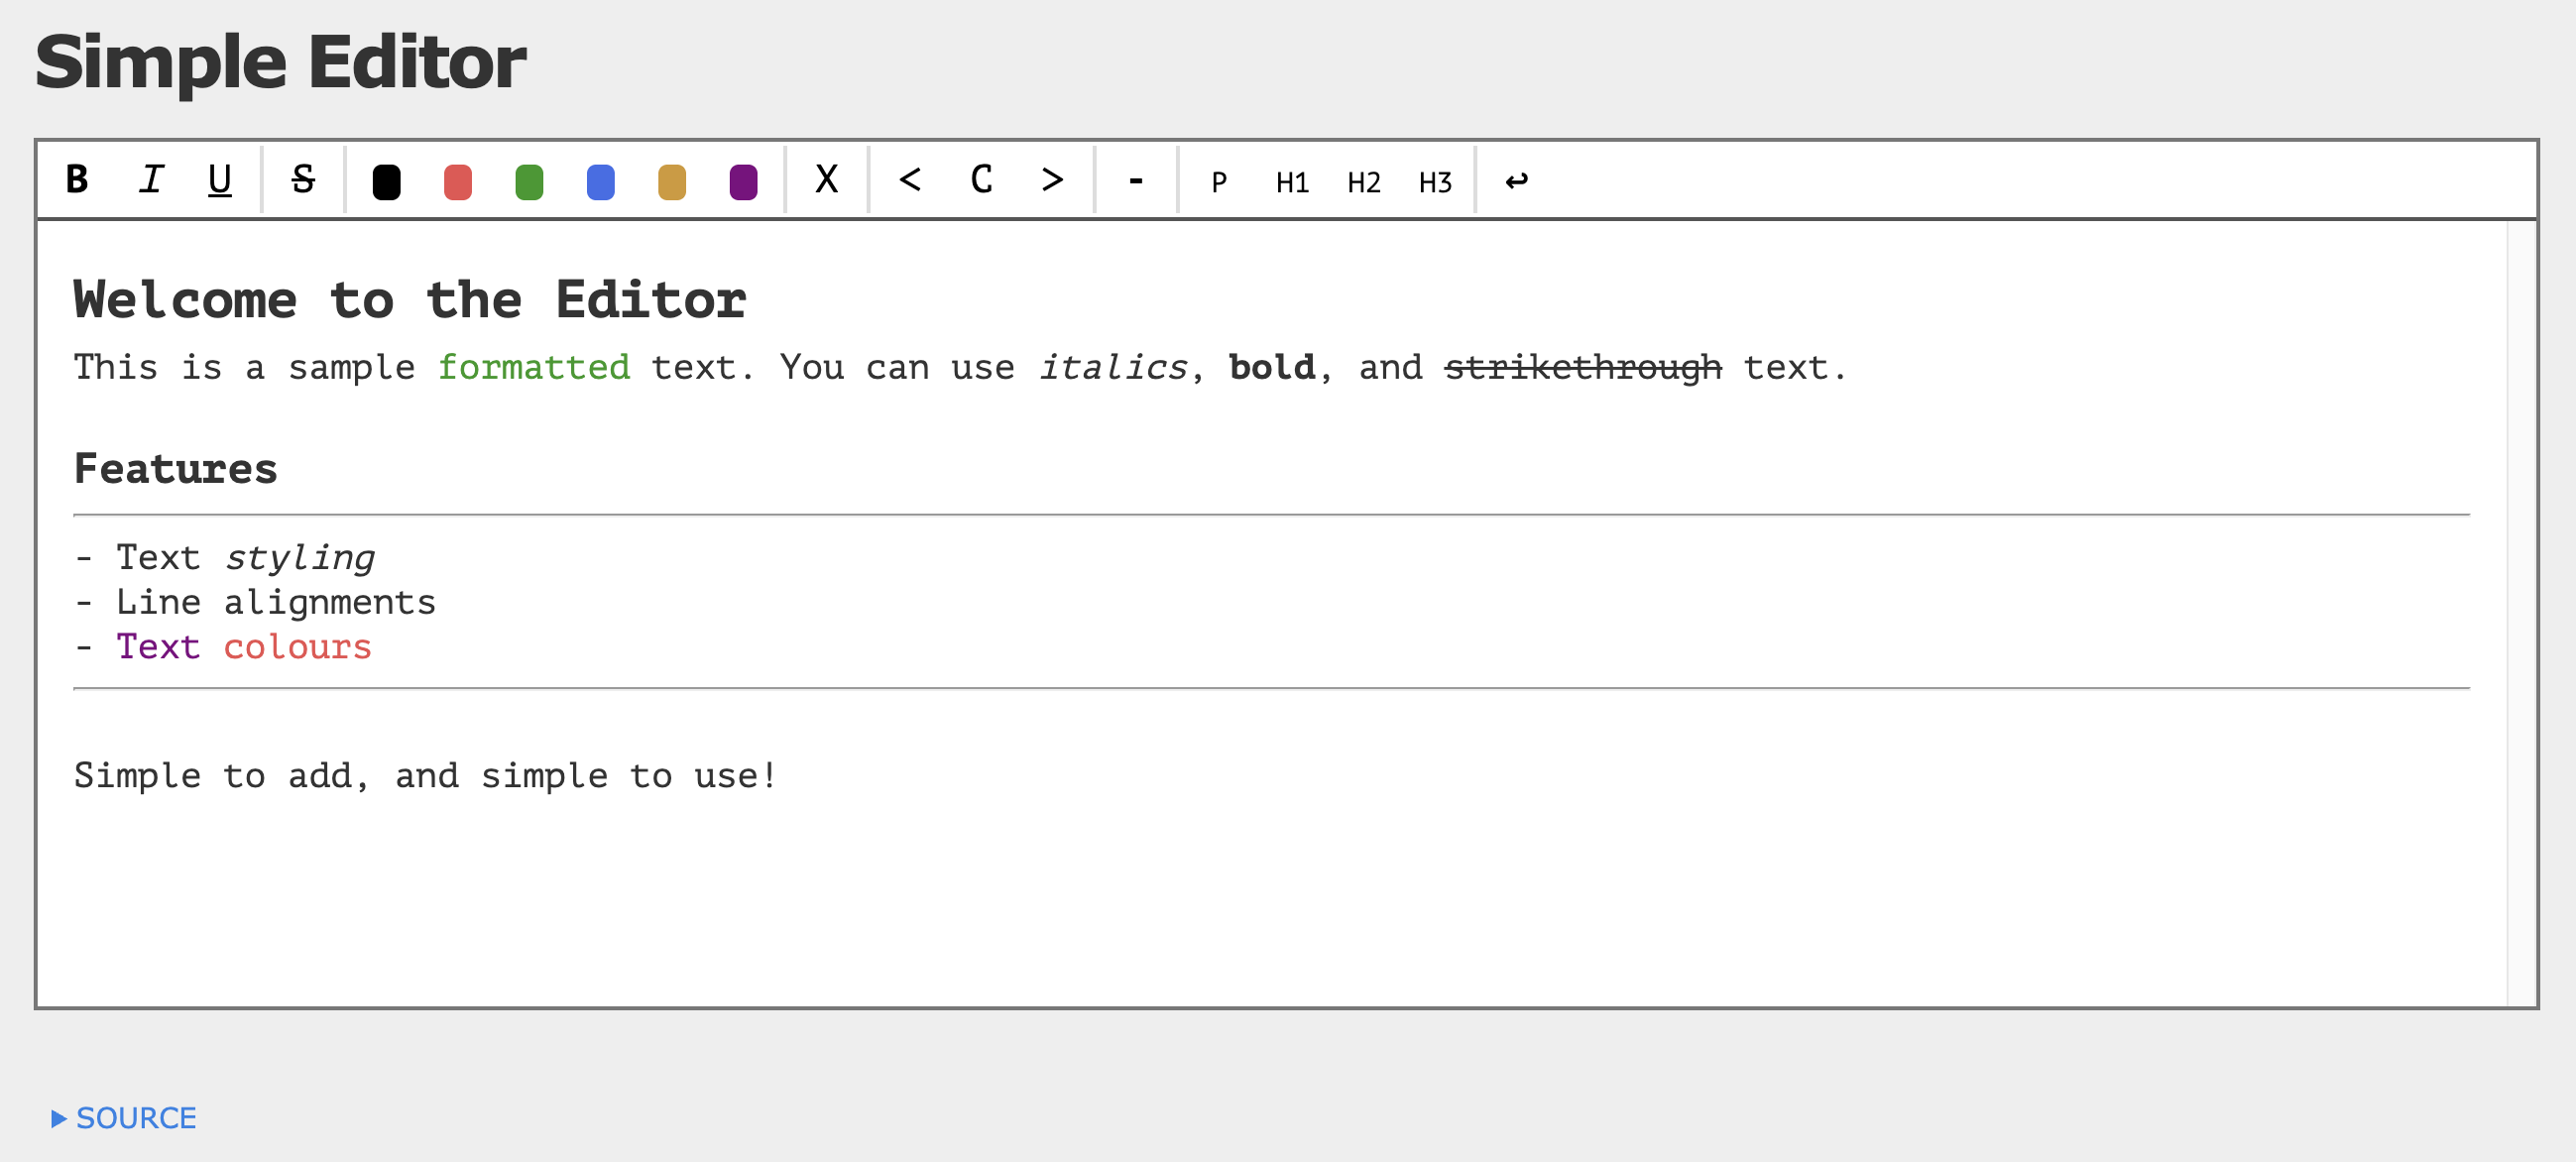 Simple Editor
B I U S X < C > - P H1 H2 H3 ↩
Welcome to the Editor
This is a sample formatted text. You can use italics, bold, and strikethrough text.
Features
- Text styling
- Line alignments
- Text colours
Simple to add, and simple to use!
▶ SOURCE